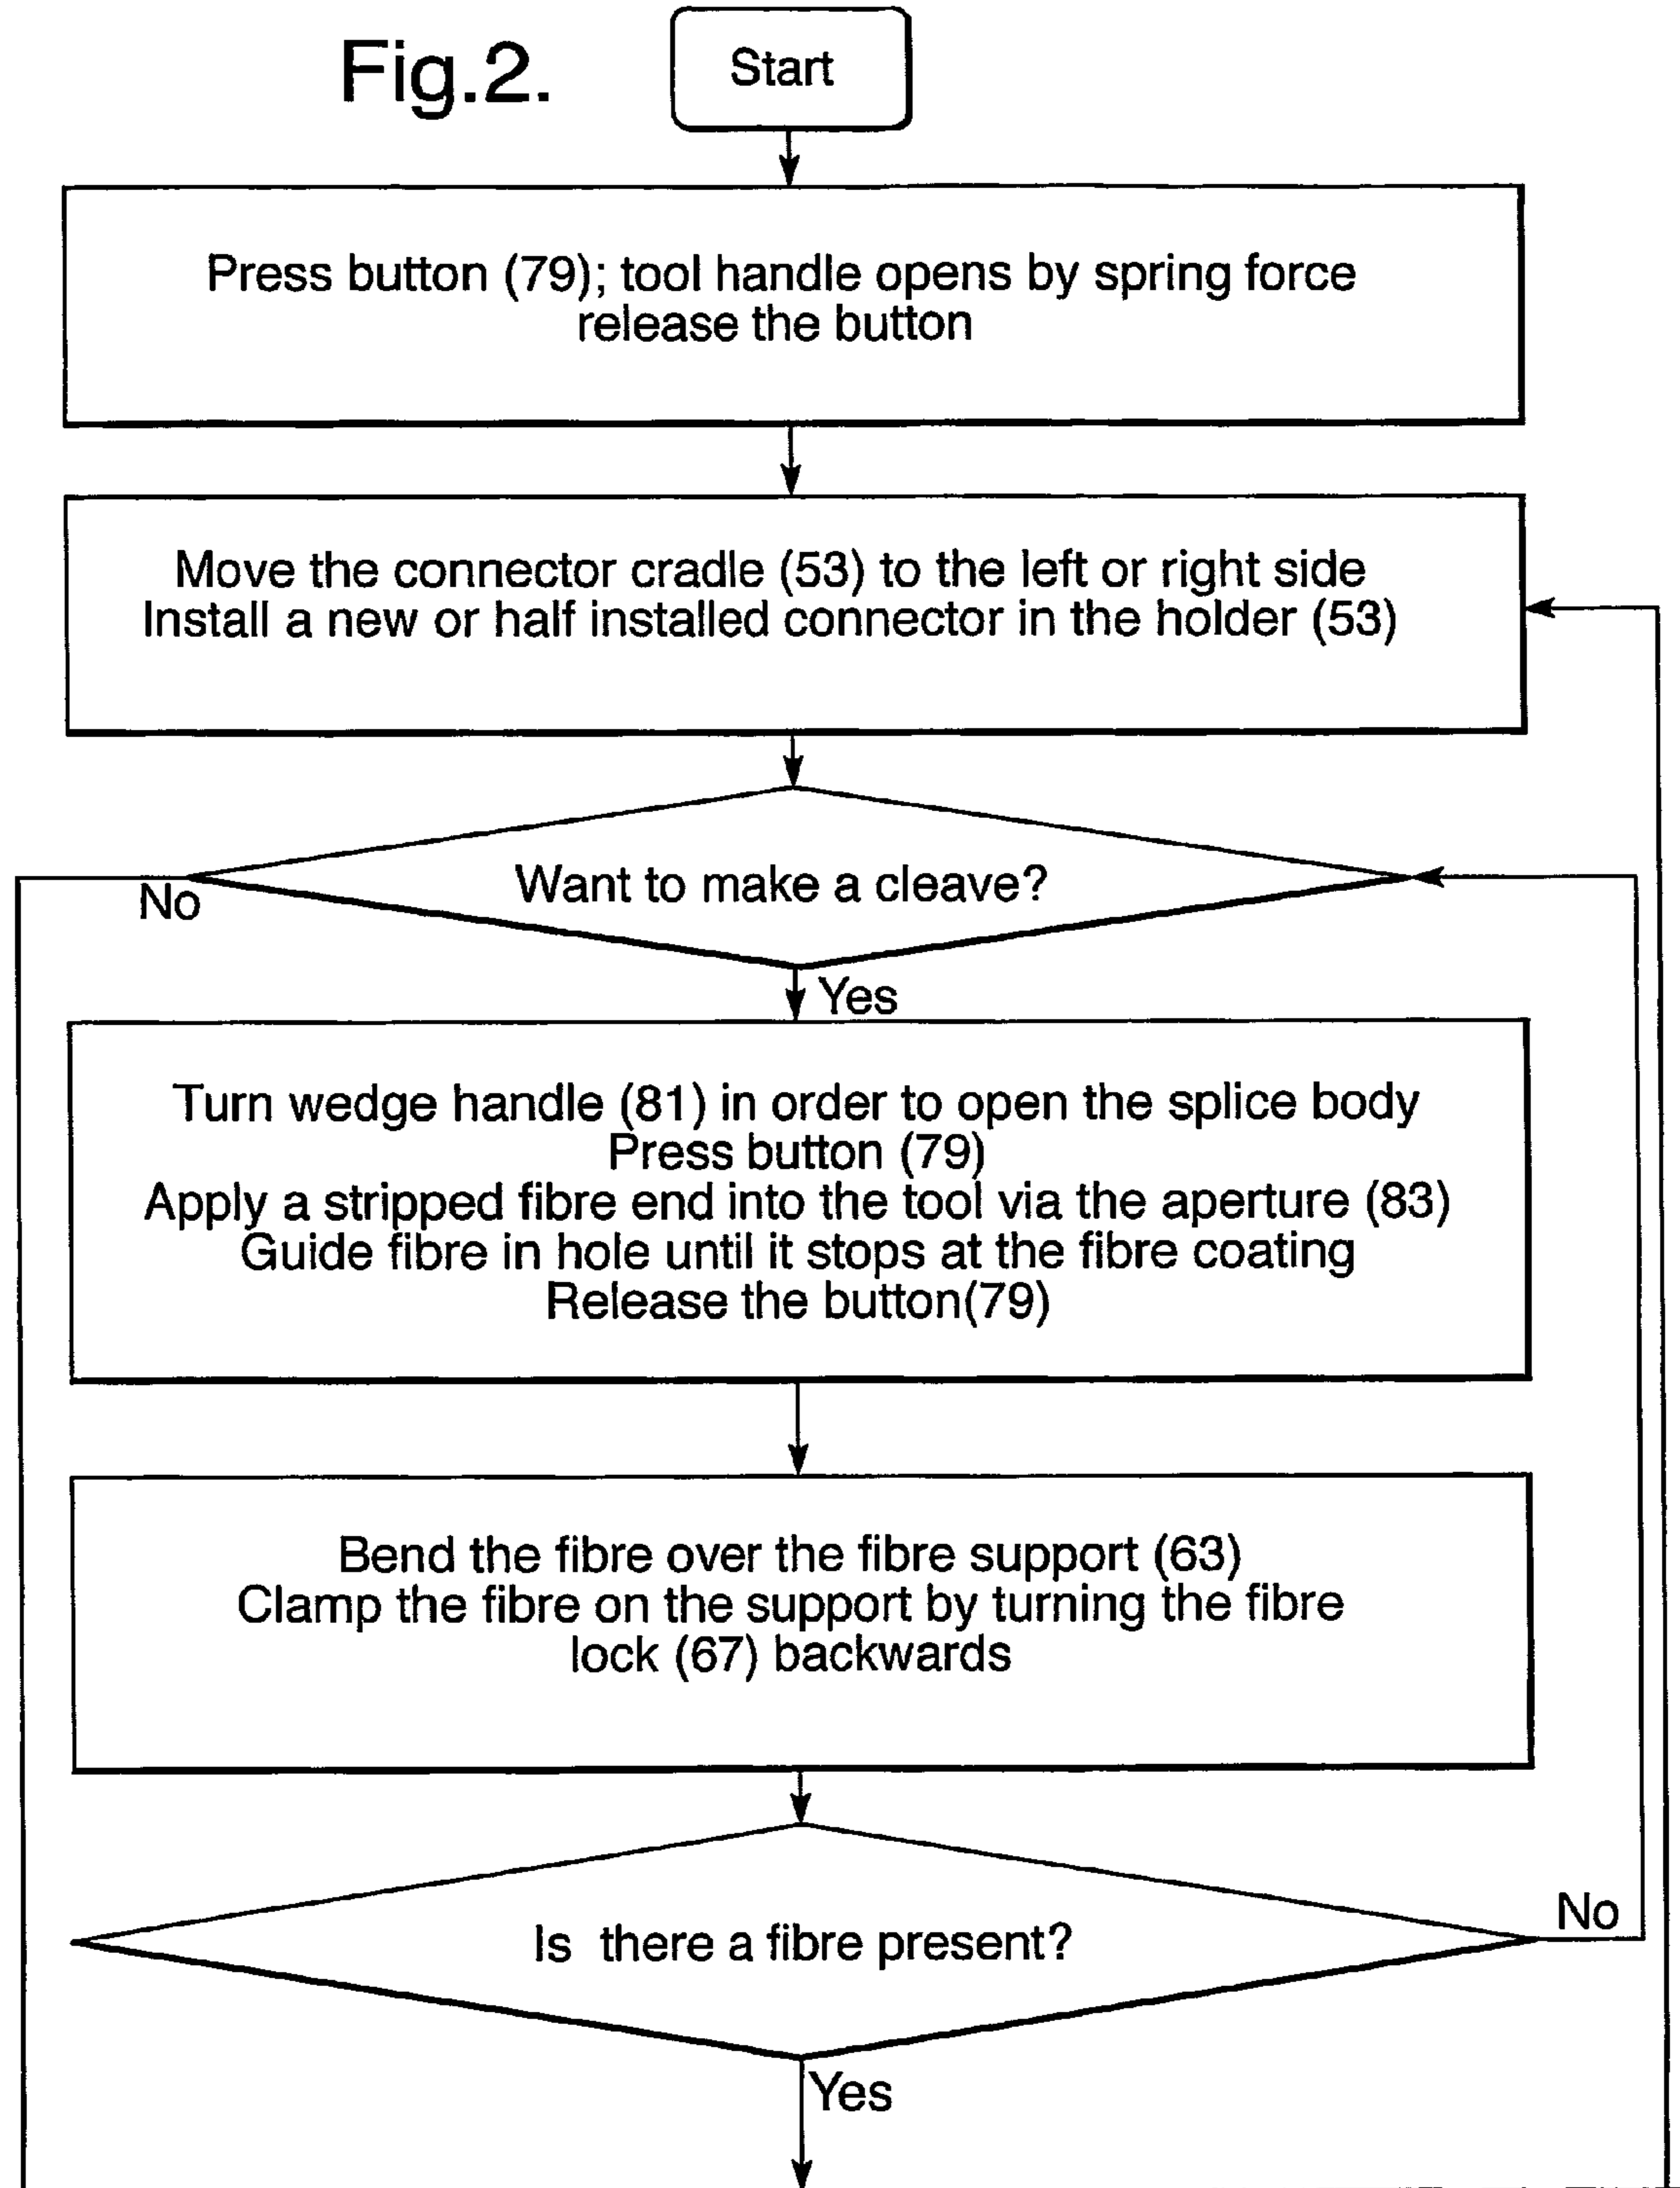 Fig.2.
Start
Press button (79); tool handle opens by spring force
release the button
Move the connector cradle (53) to the left or right side
Install a new or half installed connector in the holder (53)
Want to make a cleave?
No
Yes
Turn wedge handle (81) in order to open the splice body
Press button (79)
Apply a stripped fibre end into the tool via the aperture (83)
Guide fibre in hole until it stops at the fibre coating
Release the button(79)
Bend the fibre over the fibre support (63)
Clamp the fibre on the support by turning the fibre
lock (67) backwards
Is there a fibre present?
No
Yes